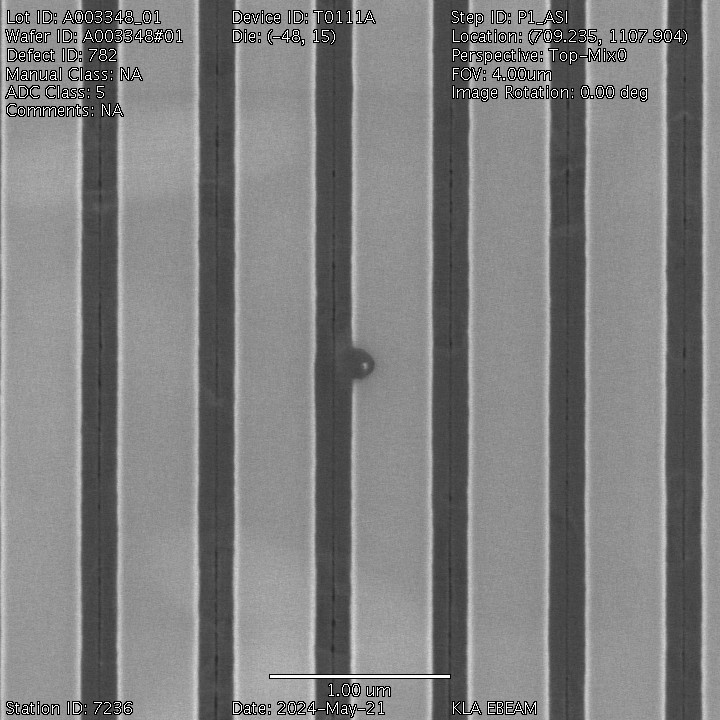 Lot ID: A003348_01
Device ID: T0111A
Step ID: P1_ASI
Wafer ID: A003348#01
Die: (-48, 15)
Location: (709.235, 1107.904)
Defect ID: 782
Perspective: Top-Mix0
Manual Class: NA
FOV: 4.00um
ADC Class: 5
Image Rotation: 0.00 deg
Comments: NA
1.00 um
Station ID: 7236
Date: 2024-May-21
KLA EBEAM